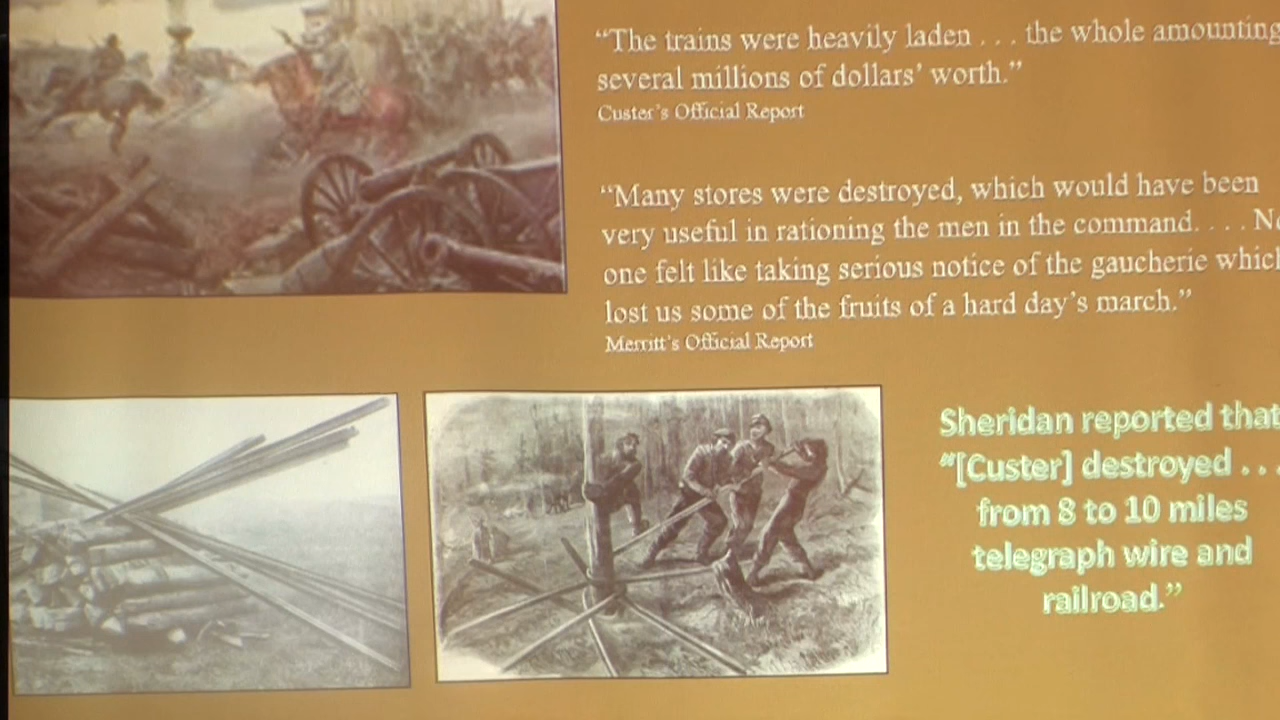 “The trains were heavily laden . . . the whole amounting
several millions of dollars’ worth.”
Custer’s Official Report
“Many stores were destroyed, which would have been
very useful in rationing the men in the command. . . . No
one felt like taking serious notice of the gaucherie which
lost us some of the fruits of a hard day’s march.”
Merritt’s Official Report
Sheridan reported that
“[Custer] destroyed . . .
from 8 to 10 miles
telegraph wire and
railroad.”